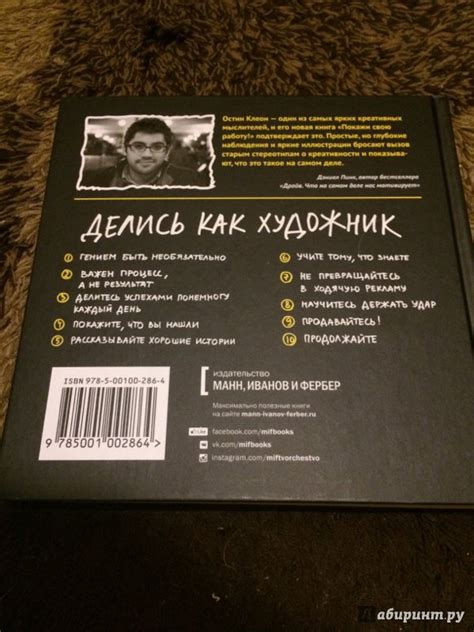 Остин Клеон — один из самых ярких креативных
мыслителей, и его новая книга «Покажи свою
работу!» подтверждает это. Простые, но глубокие
наблюдения и яркие иллюстрации бросают вызов
старым стереотипам о креативности и показыва-
ют, что это такое на самом деле.
Дэниел Пинк, автор бестселлера
«Драйв. Что на самом деле нас мотивирует»
ДЕЛИСЬ КАК ХУДОЖНИК
1 ГЕНИЕМ БЫТЬ НЕОБЯЗАТЕЛЬНО
2 ВАЖЕН ПРОЦЕСС,
А НЕ РЕЗУЛЬТАТ
3 ДЕЛИТЕСЬ УСПЕХАМИ ПОНЕМНОГУ
КАЖДЫЙ ДЕНЬ
4 ПОКАЖИТЕ, ЧТО ВЫ НАШЛИ
5 РАССКАЗЫВАЙТЕ ХОРОШИЕ ИСТОРИИ
6 УЧИТЕ ТОМУ, ЧТО ЗНАЕТЕ
7 НЕ ПРЕВРАЩАЙТЕСЬ
В ХОДЯЧУЮ РЕКЛАМУ
8 НАУЧИТЕСЬ ДЕРЖАТЬ УДАР
9 ПРОДАВАЙТЕСЬ!
10 ПРОДОЛЖАЙТЕ
ISBN 978-5-00100-286-4
9 785001 002864 >
ИЗДАТЕЛЬСТВО
МАНН, ИВАНОВ И ФЕРБЕР
Максимально полезные книги
на сайте mann-ivanov-ferber.ru
Like facebook.com/mifbooks
vk.com/mifbooks
instagram.com/miftvorchestvo
Лабиринт.ру